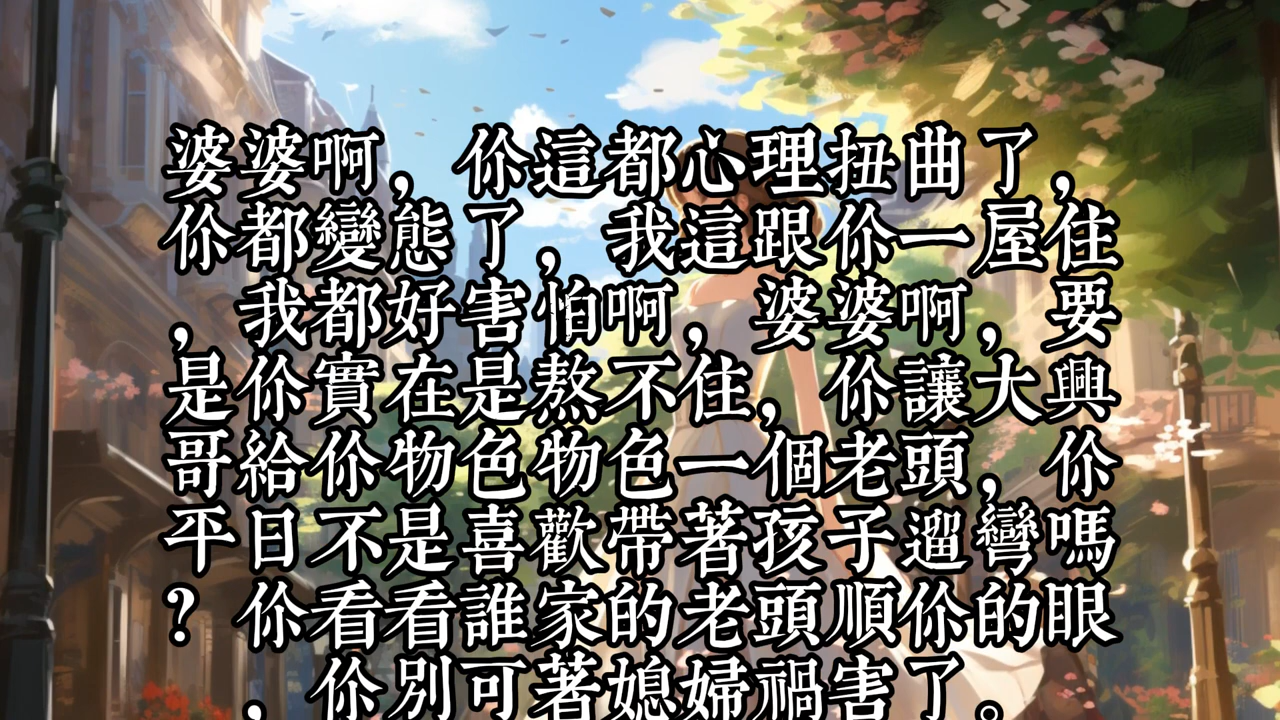 婆婆啊，你這都心理扭曲了，
你都變態了，我這跟你一屋住
，我都好害怕啊，婆婆啊，要
是你實在是熬不住，你讓大興
哥給你物色物色一個老頭，你
平日不是喜歡帶著孩子遛彎嗎
？你看看誰家的老頭順你的眼
，你別可著媳婦禍害了。